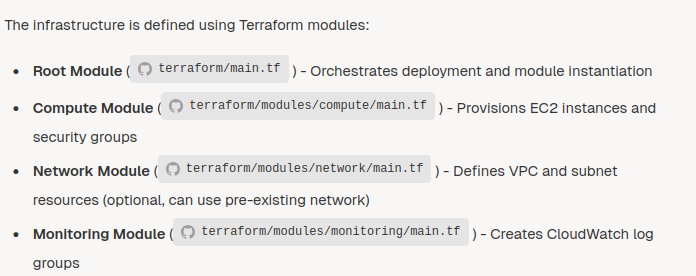 The infrastructure is defined using Terraform modules:
• Root Module ( terraform/main.tf ) - Orchestrates deployment and module instantiation
• Compute Module ( terraform/modules/compute/main.tf ) - Provisions EC2 instances and
security groups
• Network Module ( terraform/modules/network/main.tf ) - Defines VPC and subnet
resources (optional, can use pre-existing network)
• Monitoring Module ( terraform/modules/monitoring/main.tf ) - Creates CloudWatch log
groups